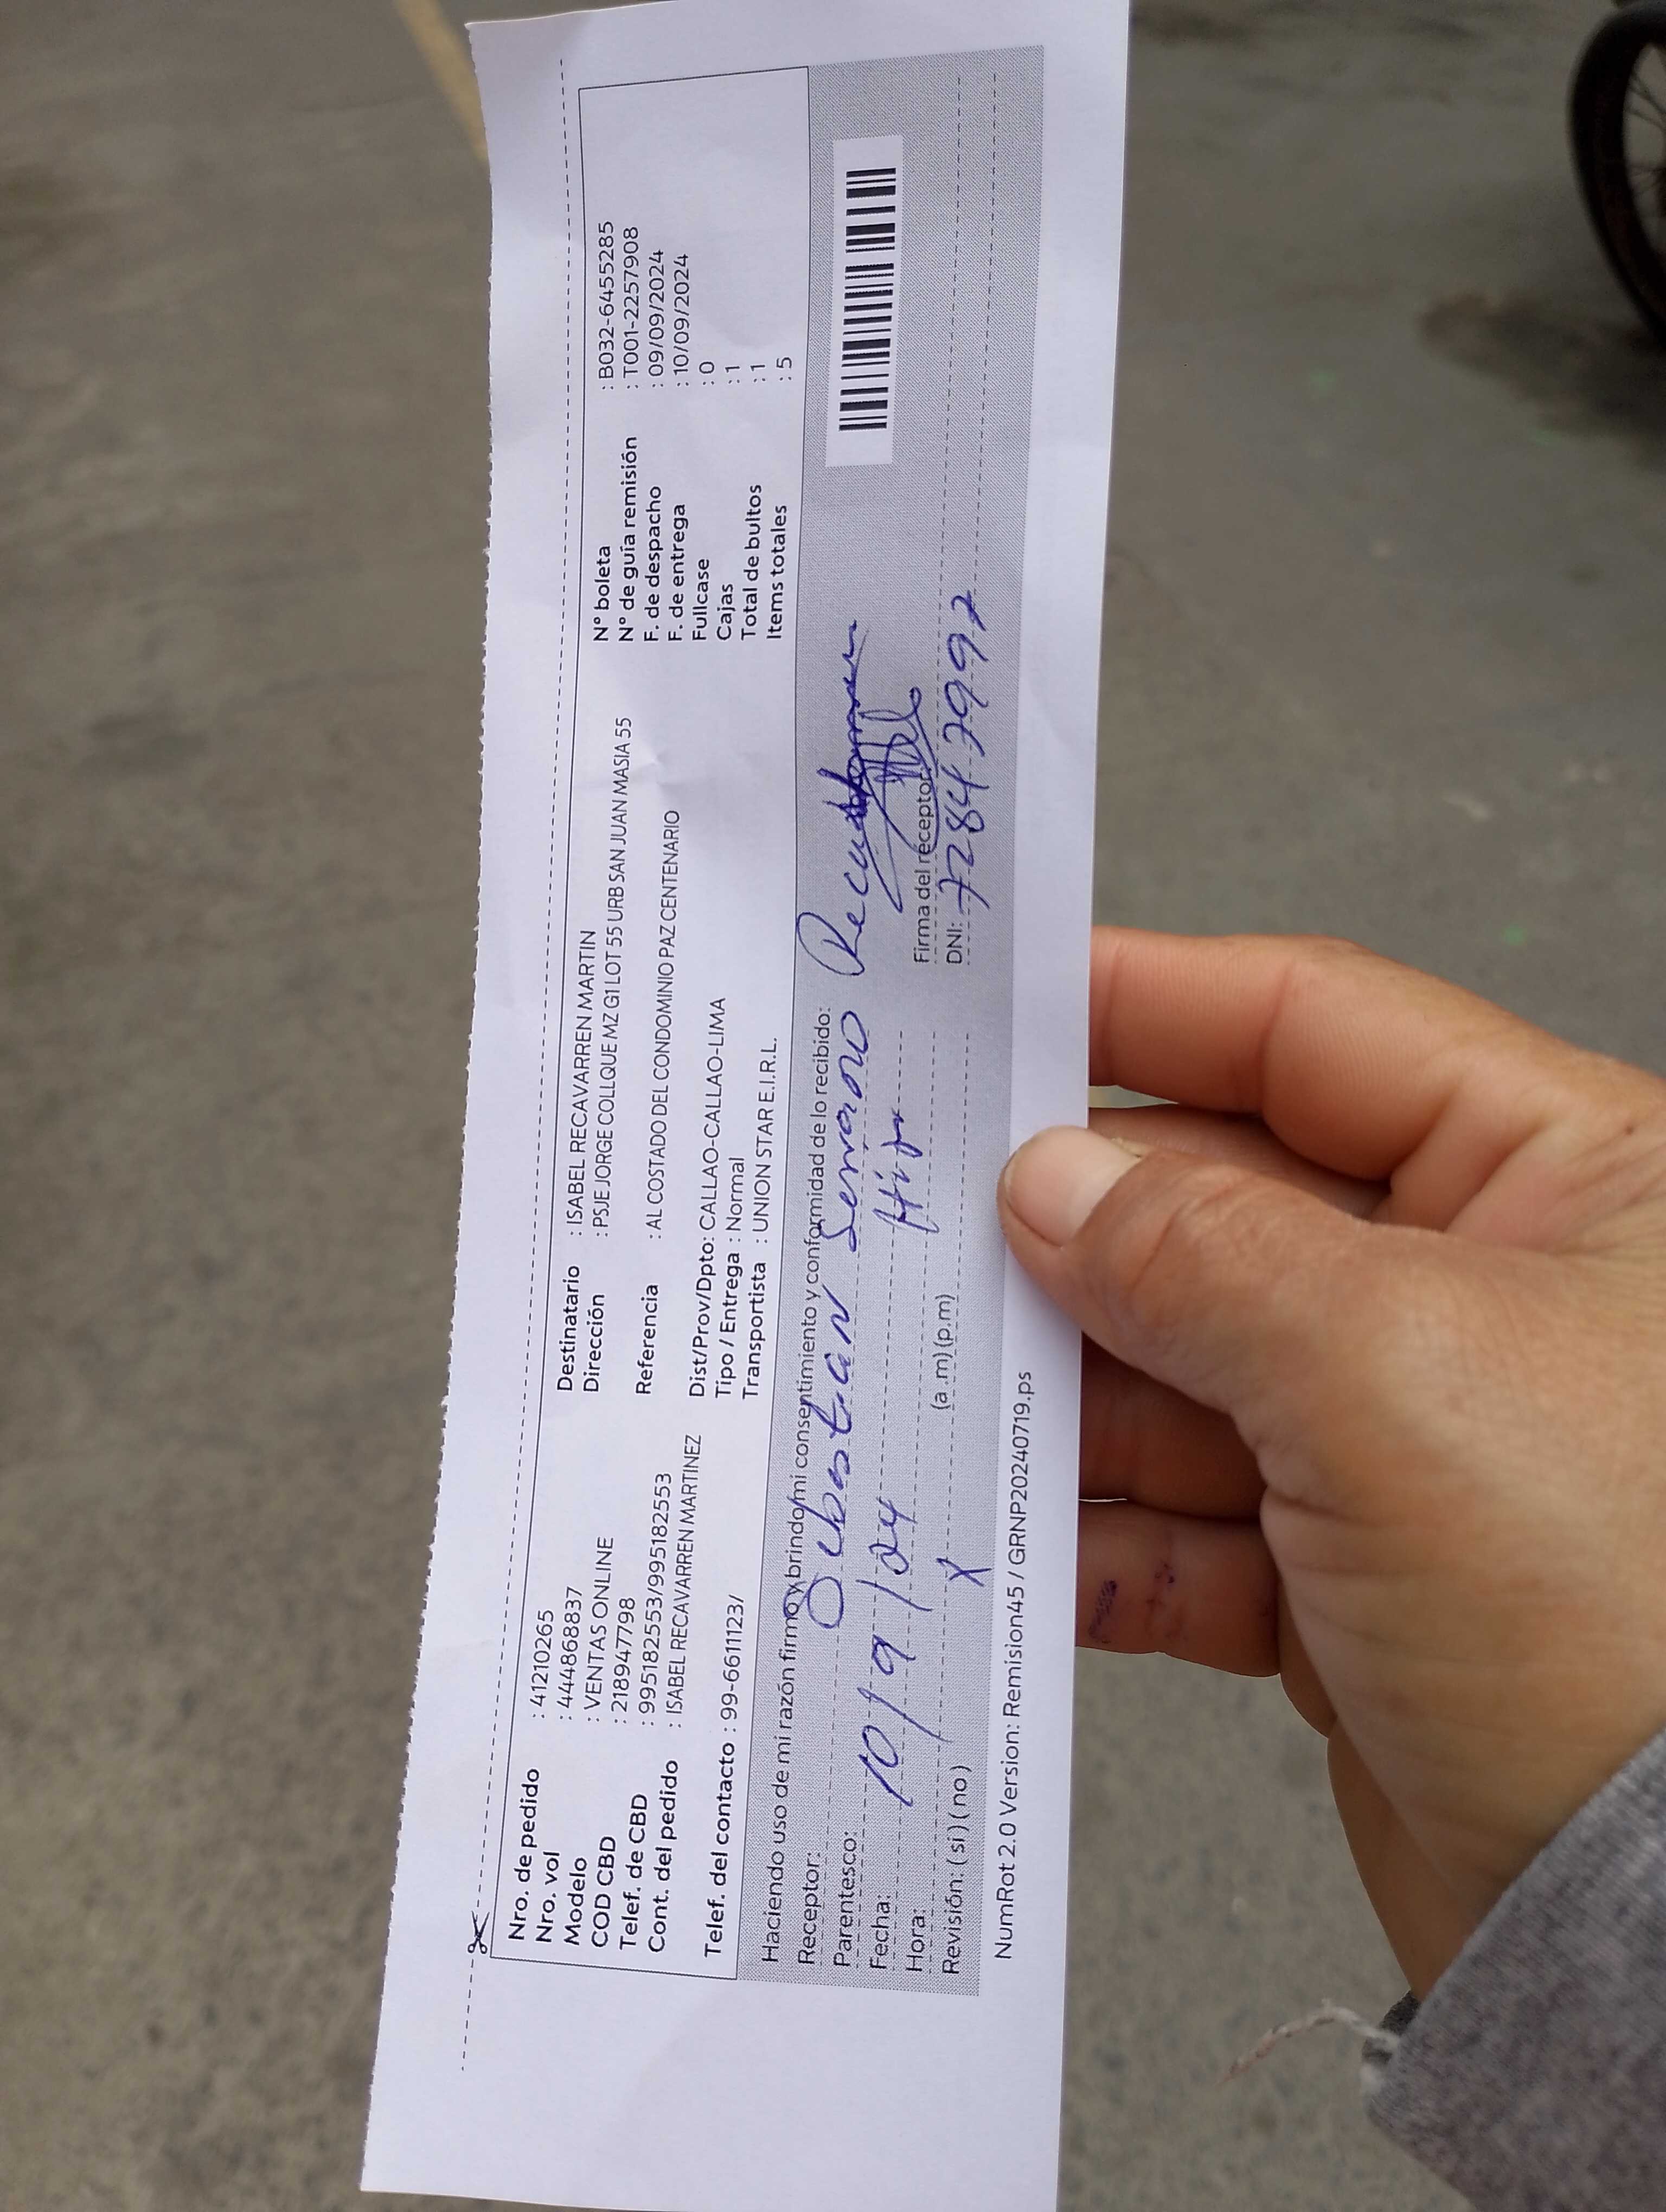 Nro. de pedido : 41210265
Nro. vol : 4448688837
Modelo : VENTAS ONLINE
COD CBD : 218947798
Telef. de CBD : 995182553/995182553
Cont. del pedido : ISABEL RECAVARREN MARTINEZ
Telef. del contacto : 99-6611123/
Destinatario : ISABEL RECAVARREN MARTIN
Dirección : PSJE JORGE COLLQUE MZ G1 LOT 55 URB SAN JUAN MASIA 55
Referencia : AL COSTADO DEL CONDOMINIO PAZ CENTENARIO
Dist/Prov/Dpto: CALLAO-CALLAO-LIMA
Tipo / Entrega : Normal
Transportista : UNION STAR E.I.R.L.
N° boleta : B032-6455285
N° de guía remisión : T001-2257908
F. de despacho : 09/09/2024
F. de entrega : 10/09/2024
Fullcase : 0
Cajas : 1
Total de bultos : 1
Items totales : 5
Haciendo uso de mi razón firmo y brindo mi consentimiento y conformidad de lo recibido:
Receptor: Serrano
Parentesco:
Fecha: 10/9/24
Hora: (a.m)(p.m)
Revisión: (si)(no) X
Firma del receptor:
DNI: 72847997
NumRot 2.0 Version: Remision45 / GRNP20240719.ps